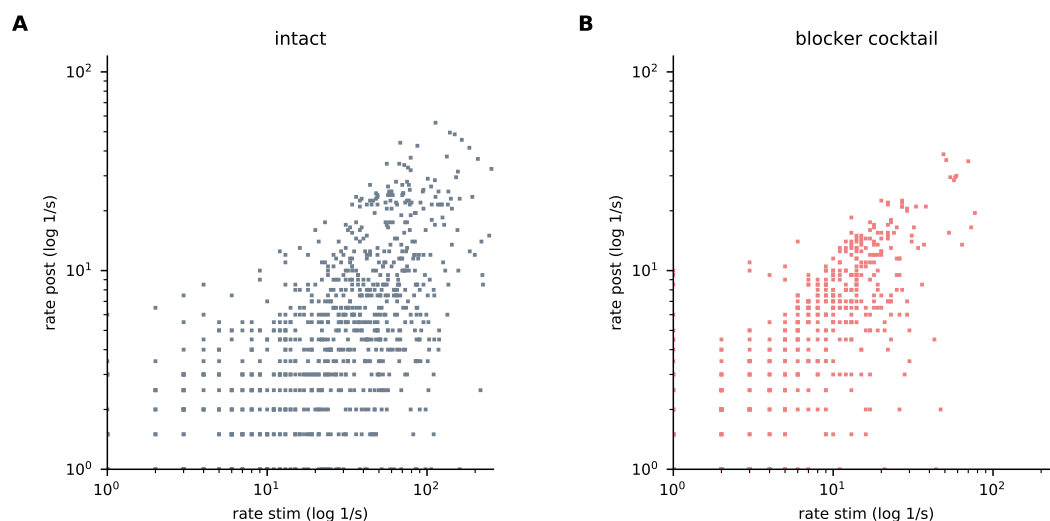 A
B
intact
blocker cocktail
10²
10²
rate post (log 1/s)
rate post (log 1/s)
10¹
10¹
10⁰
10⁰
10⁰
10¹
10²
10⁰
10¹
10²
rate stim (log 1/s)
rate stim (log 1/s)